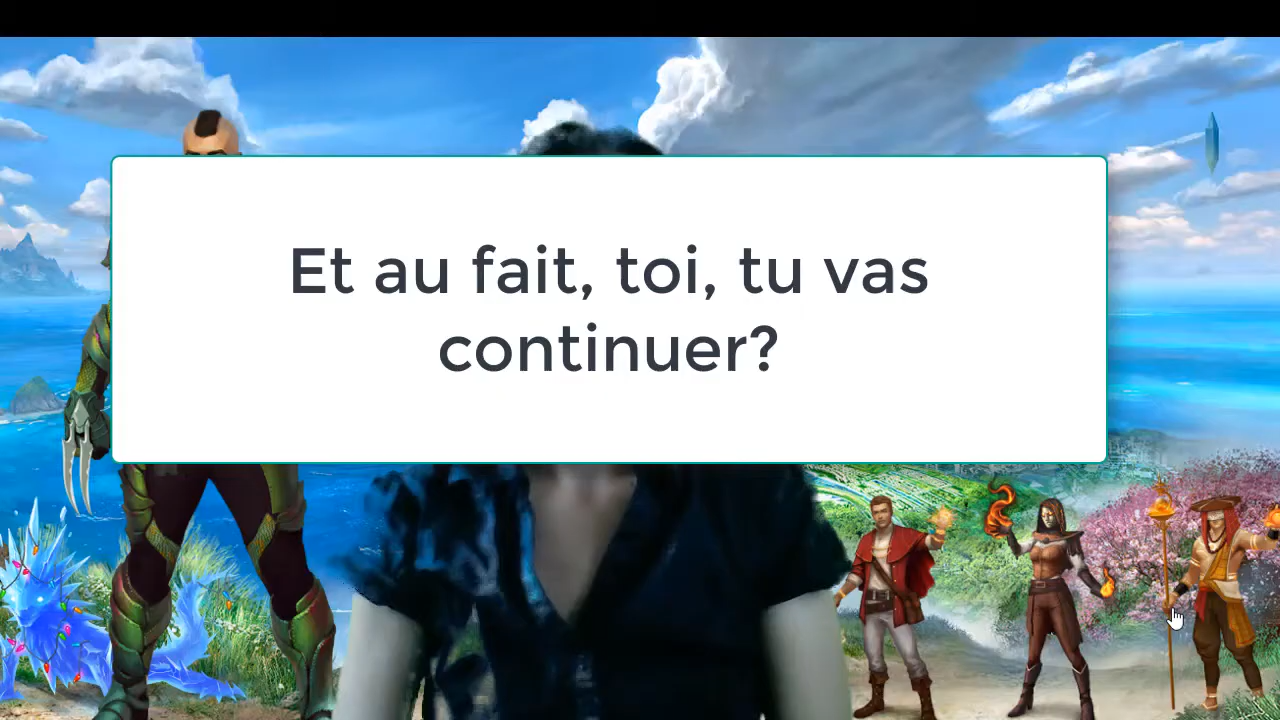 Et au fait, toi, tu vas
continuer?